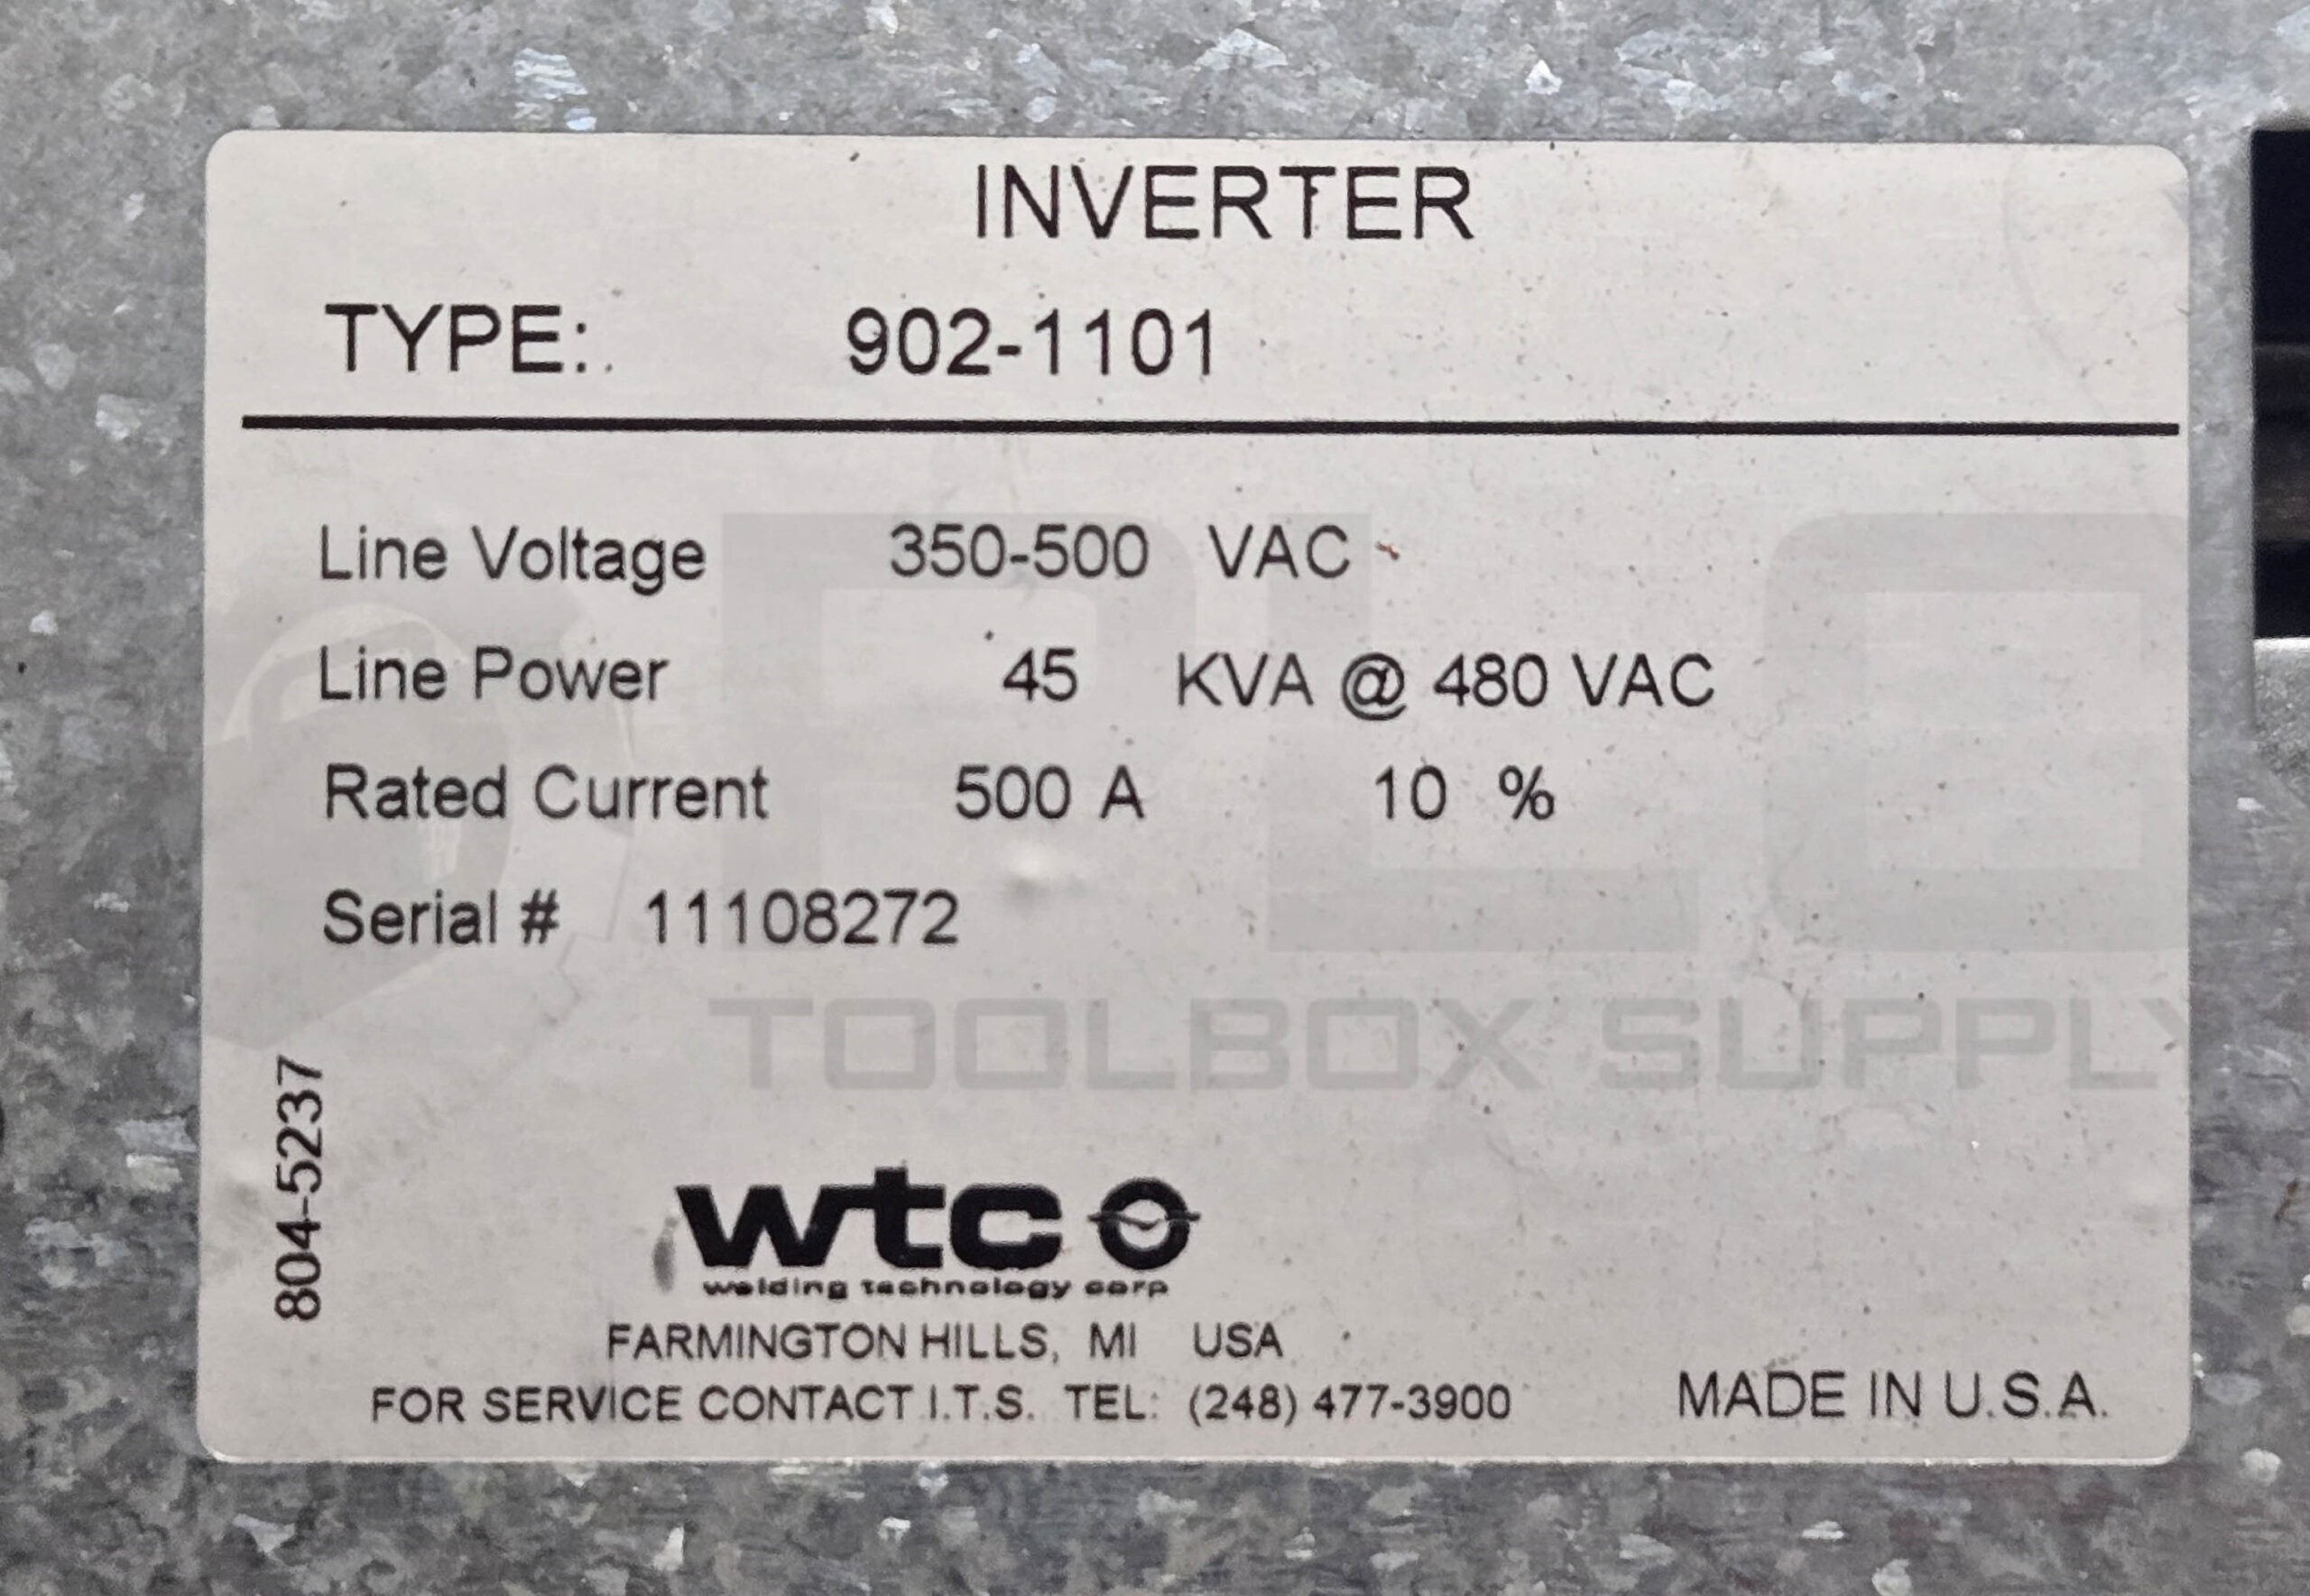 INVERTER
TYPE: 902-1101
Line Voltage 350-500 VAC
Line Power 45 KVA @ 480 VAC
Rated Current 500 A 10 %
Serial # 11108272
TOOLBOX SUPPLY
804-5237
wtc
welding technology corp
FARMINGTON HILLS, MI USA
FOR SERVICE CONTACT I.T.S. TEL: (248) 477-3900
MADE IN U.S.A.